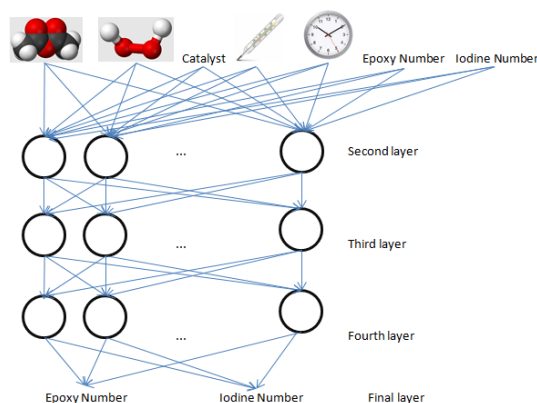 Catalyst Epoxy Number Iodine Number
...
Second layer
...
Third layer
...
Fourth layer
Epoxy Number Iodine Number Final layer